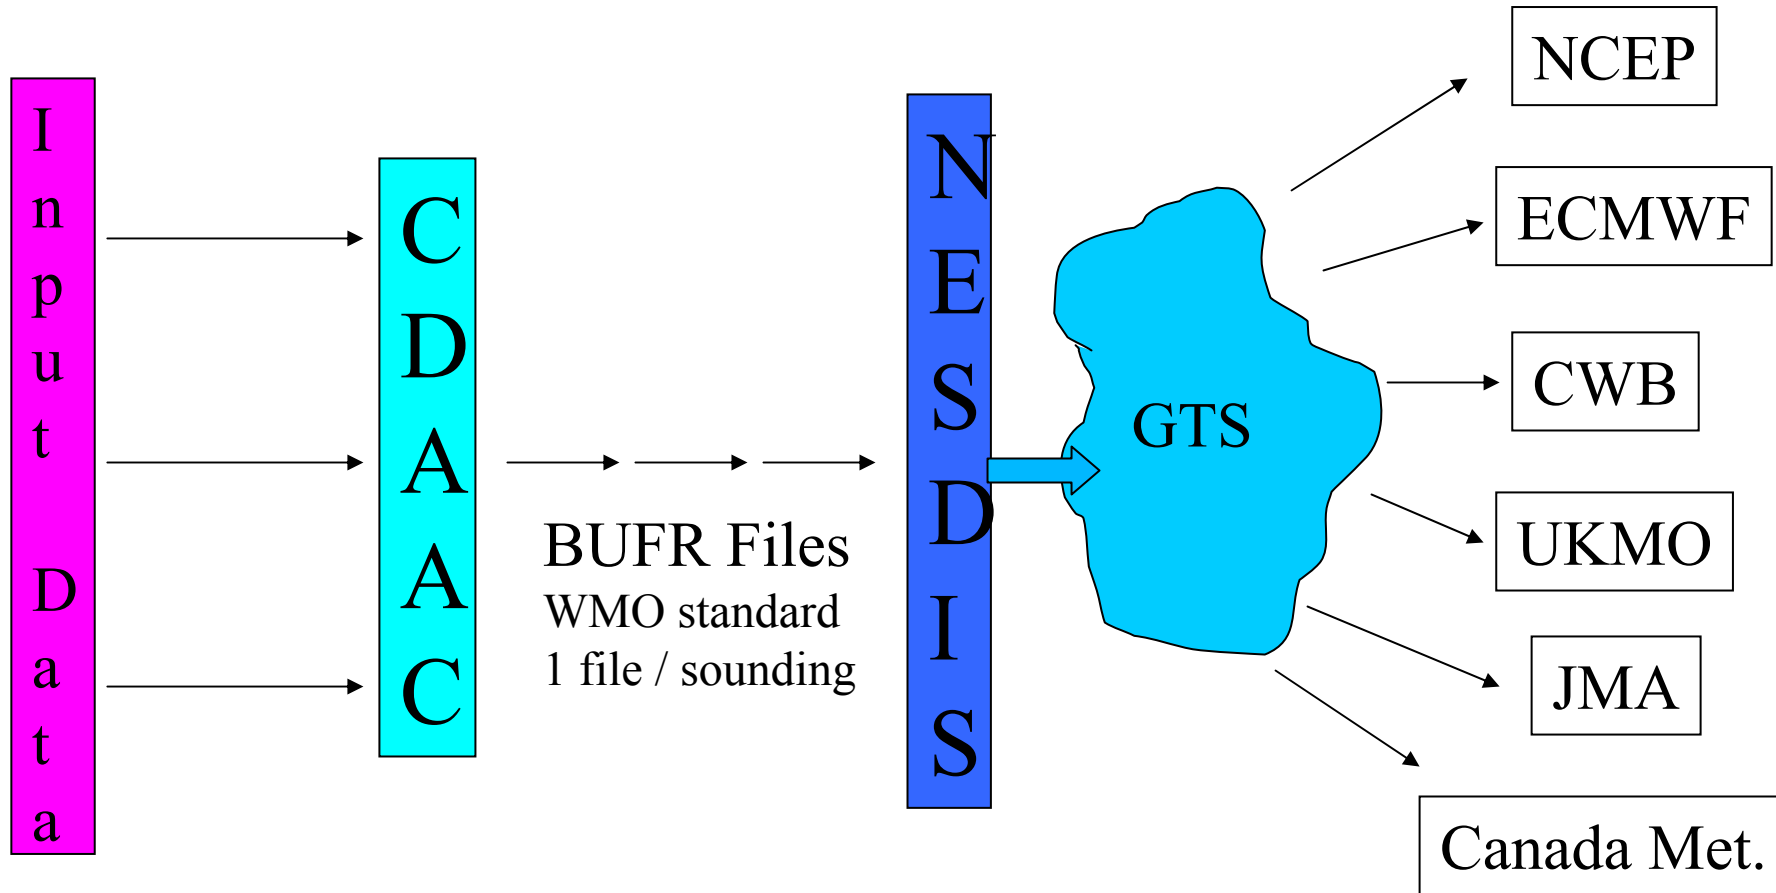 Input Data
CDAAC
BUFR Files
WMO standard
1 file / sounding
NESDIS
GTS
NCEP
ECMWF
CWB
UKMO
JMA
Canada Met.